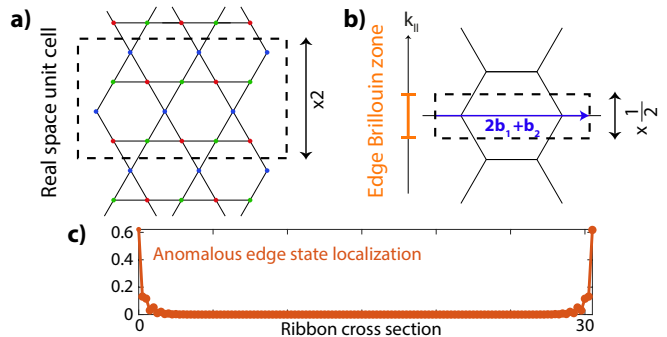 a)
Real space unit cell
x2
b)
k||
Edge Brillouin zone
2b1+b2
x 1/2
c)
Anomalous edge state localization
0.6
0.4
0.2
0
0
30
Ribbon cross section